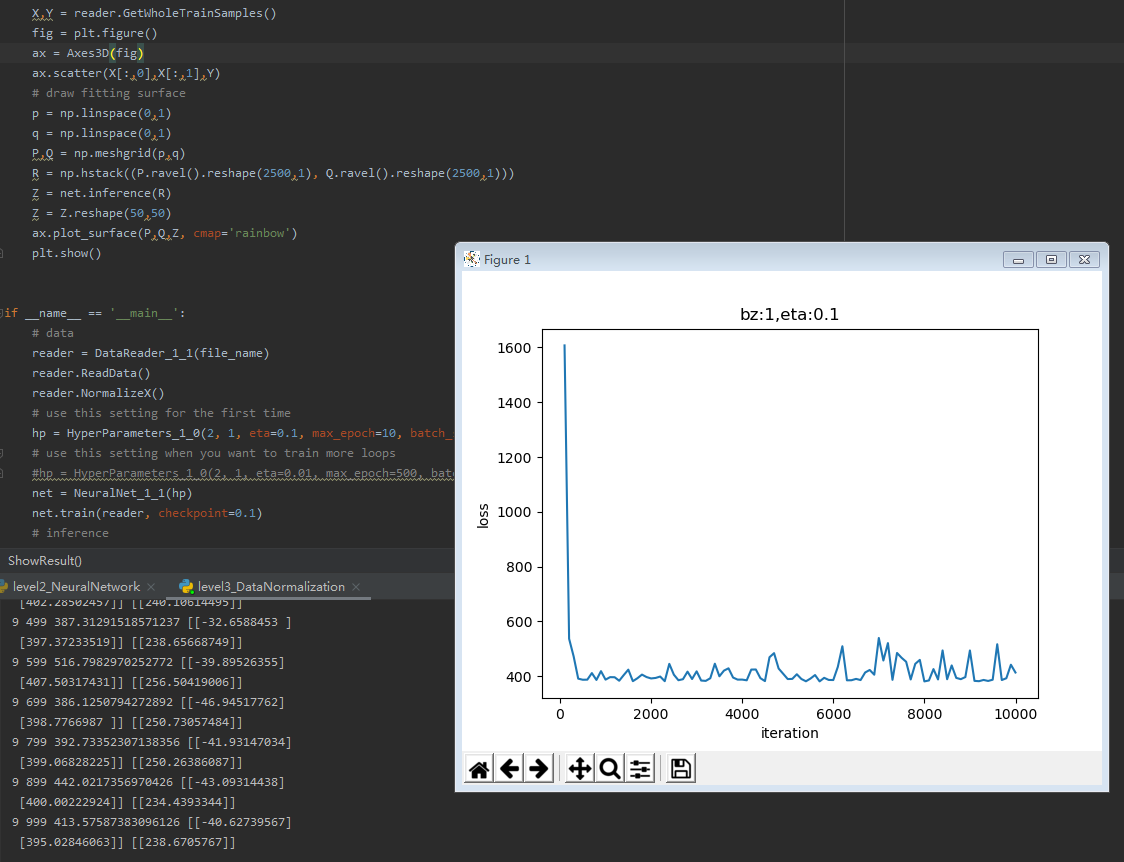 X,Y = reader.GetWholeTrainSamples()
fig = plt.figure()
ax = Axes3D(fig)
ax.scatter(X[:,0],X[:,1],Y)
# draw fitting surface
p = np.linspace(0,1)
q = np.linspace(0,1)
P,Q = np.meshgrid(p,q)
R = np.hstack((P.ravel().reshape(2500,1), Q.ravel().reshape(2500,1)))
Z = net.inference(R)
Z = Z.reshape(50,50)
ax.plot_surface(P,Q,Z, cmap='rainbow')
plt.show()
if __name__ == '__main__':
# data
reader = DataReader_1_1(file_name)
reader.ReadData()
reader.NormalizeX()
# use this setting for the first time
hp = HyperParameters_1_0(2, 1, eta=0.1, max_epoch=10, batch_
# use this setting when you want to train more loops
#hp = HyperParameters_1_0(2, 1, eta=0.01, max_epoch=500, bat
net = NeuralNet_1_1(hp)
net.train(reader, checkpoint=0.1)
# inference
ShowResult()
level2_NeuralNetwork
level3_DataNormalization
[402.28502457]] [[240.10614495]]
9 499 387.31291518571237 [[-32.6588453 ]
[397.37233519]] [[238.65668749]]
9 599 516.7982970252772 [[-39.89526355]
[407.50317431]] [[256.50419006]]
9 699 386.1250794272892 [[-46.94517762]
[398.7766987 ]] [[250.73057484]]
9 799 392.73352307138356 [[-41.93147034]
[399.06828225]] [[250.26386087]]
9 899 442.0217356970426 [[-43.09314438]
[400.00222924]] [[234.4393344]]
9 999 413.57587383096126 [[-40.62739567]
[395.02846063]] [[238.6705767]]
Figure 1
bz:1,eta:0.1
1600
1400
1200
1000
800
600
400
loss
0 2000 4000 6000 8000 10000
iteration